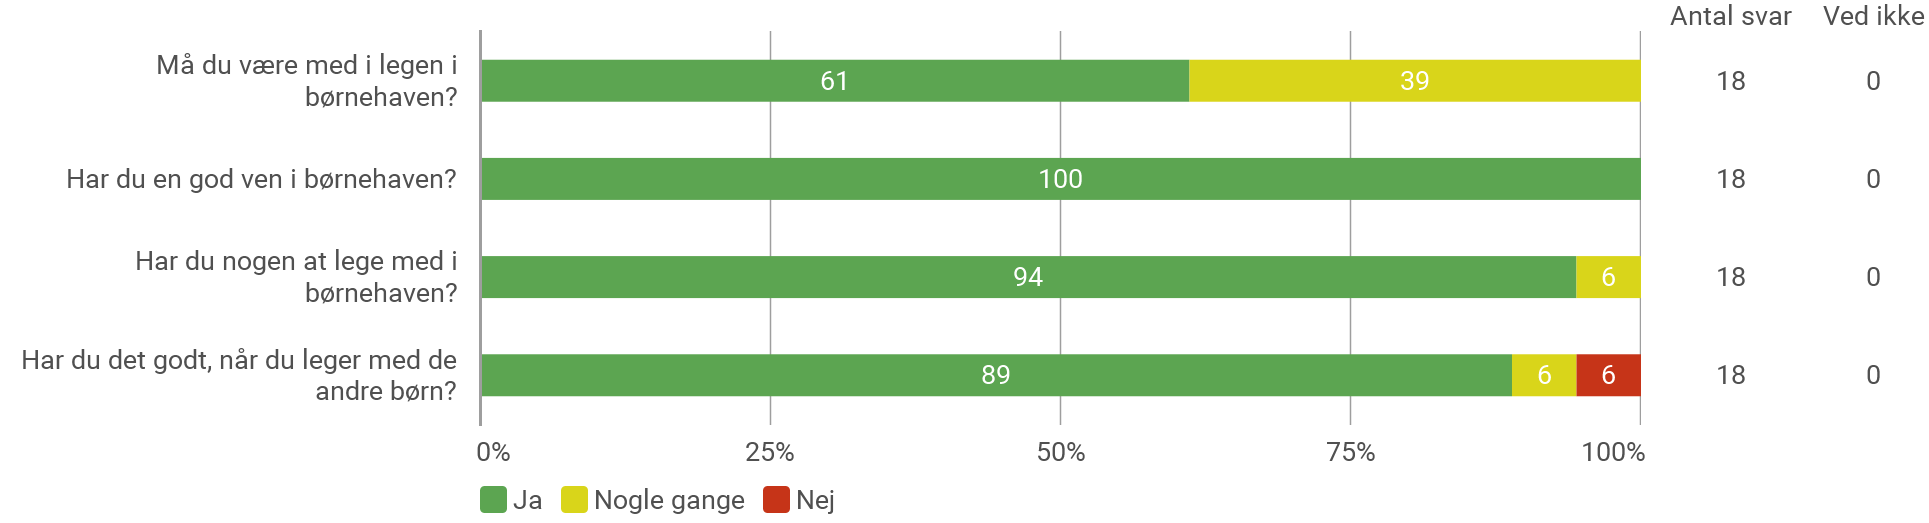 Antal svar Ved ikke
Må du være med i legen i
børnehaven?
61 39 18 0
Har du en god ven i børnehaven? 100 18 0
Har du nogen at lege med i
børnehaven?
94 6 18 0
Har du det godt, når du leger med de
andre børn?
89 6 6 18 0
0% 25% 50% 75% 100%
Ja Nogle gange Nej